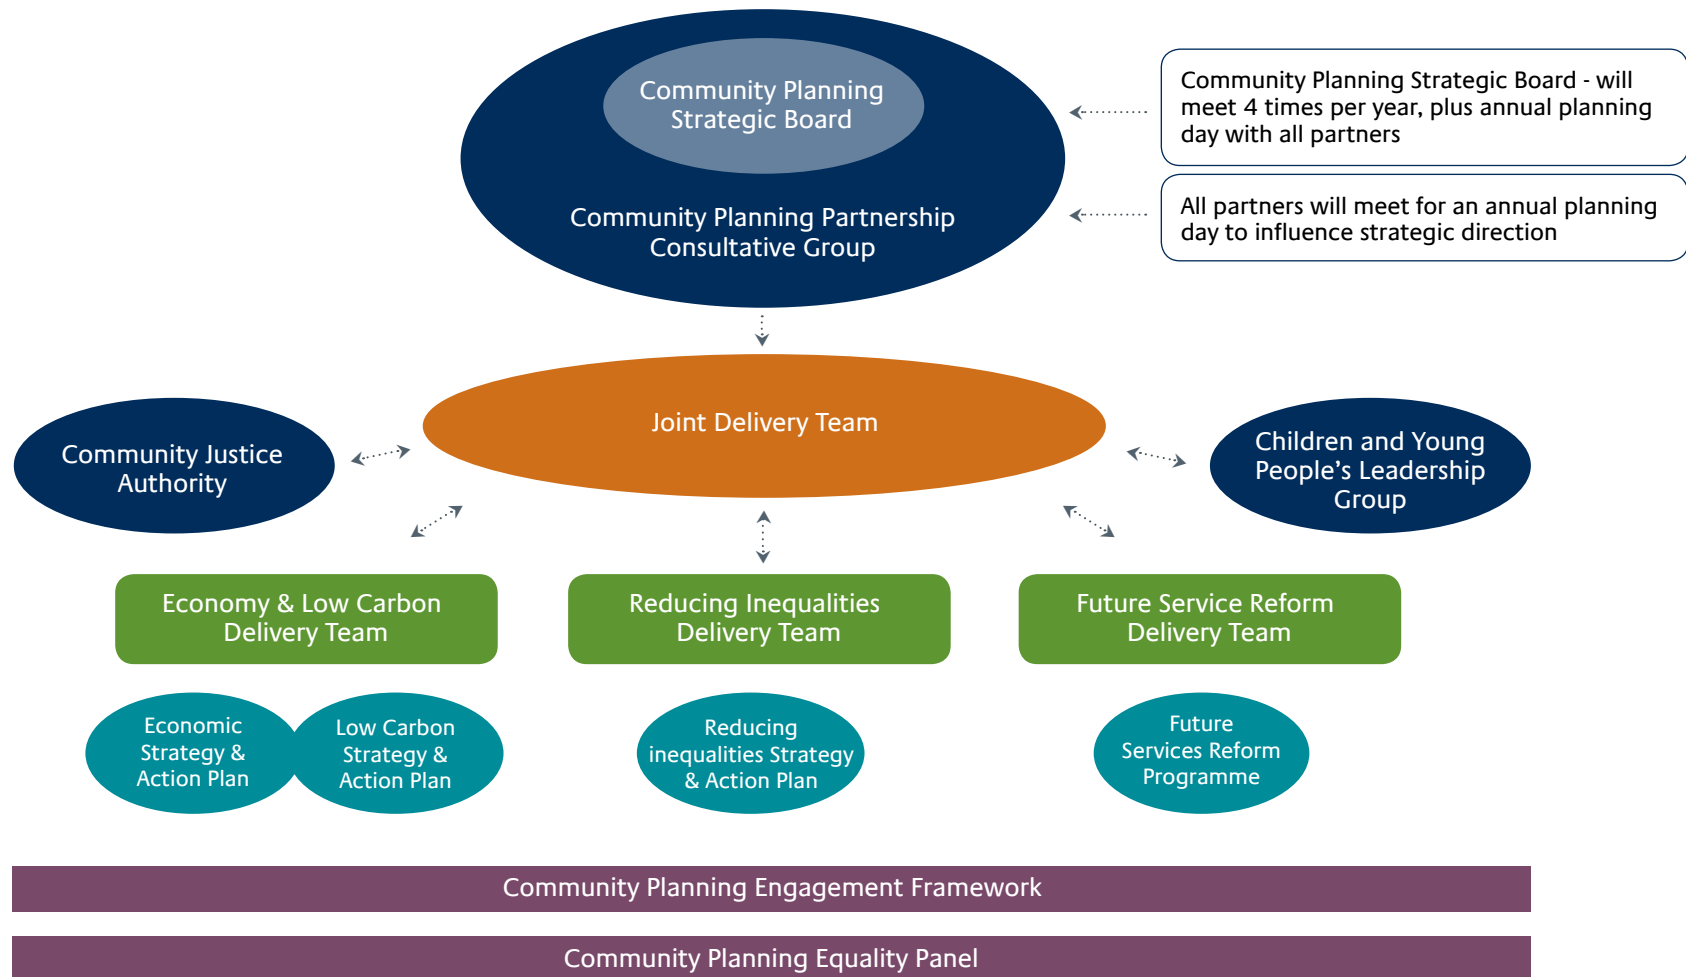 Community Planning
Strategic Board
Community Planning Partnership
Consultative Group
Community Planning Strategic Board - will
meet 4 times per year, plus annual planning
day with all partners
All partners will meet for an annual planning
day to influence strategic direction
Joint Delivery Team
Community Justice
Authority
Children and Young
People’s Leadership
Group
Economy & Low Carbon
Delivery Team
Reducing Inequalities
Delivery Team
Future Service Reform
Delivery Team
Economic
Strategy &
Action Plan
Low Carbon
Strategy &
Action Plan
Reducing
inequalities Strategy
& Action Plan
Future
Services Reform
Programme
Community Planning Engagement Framework
Community Planning Equality Panel